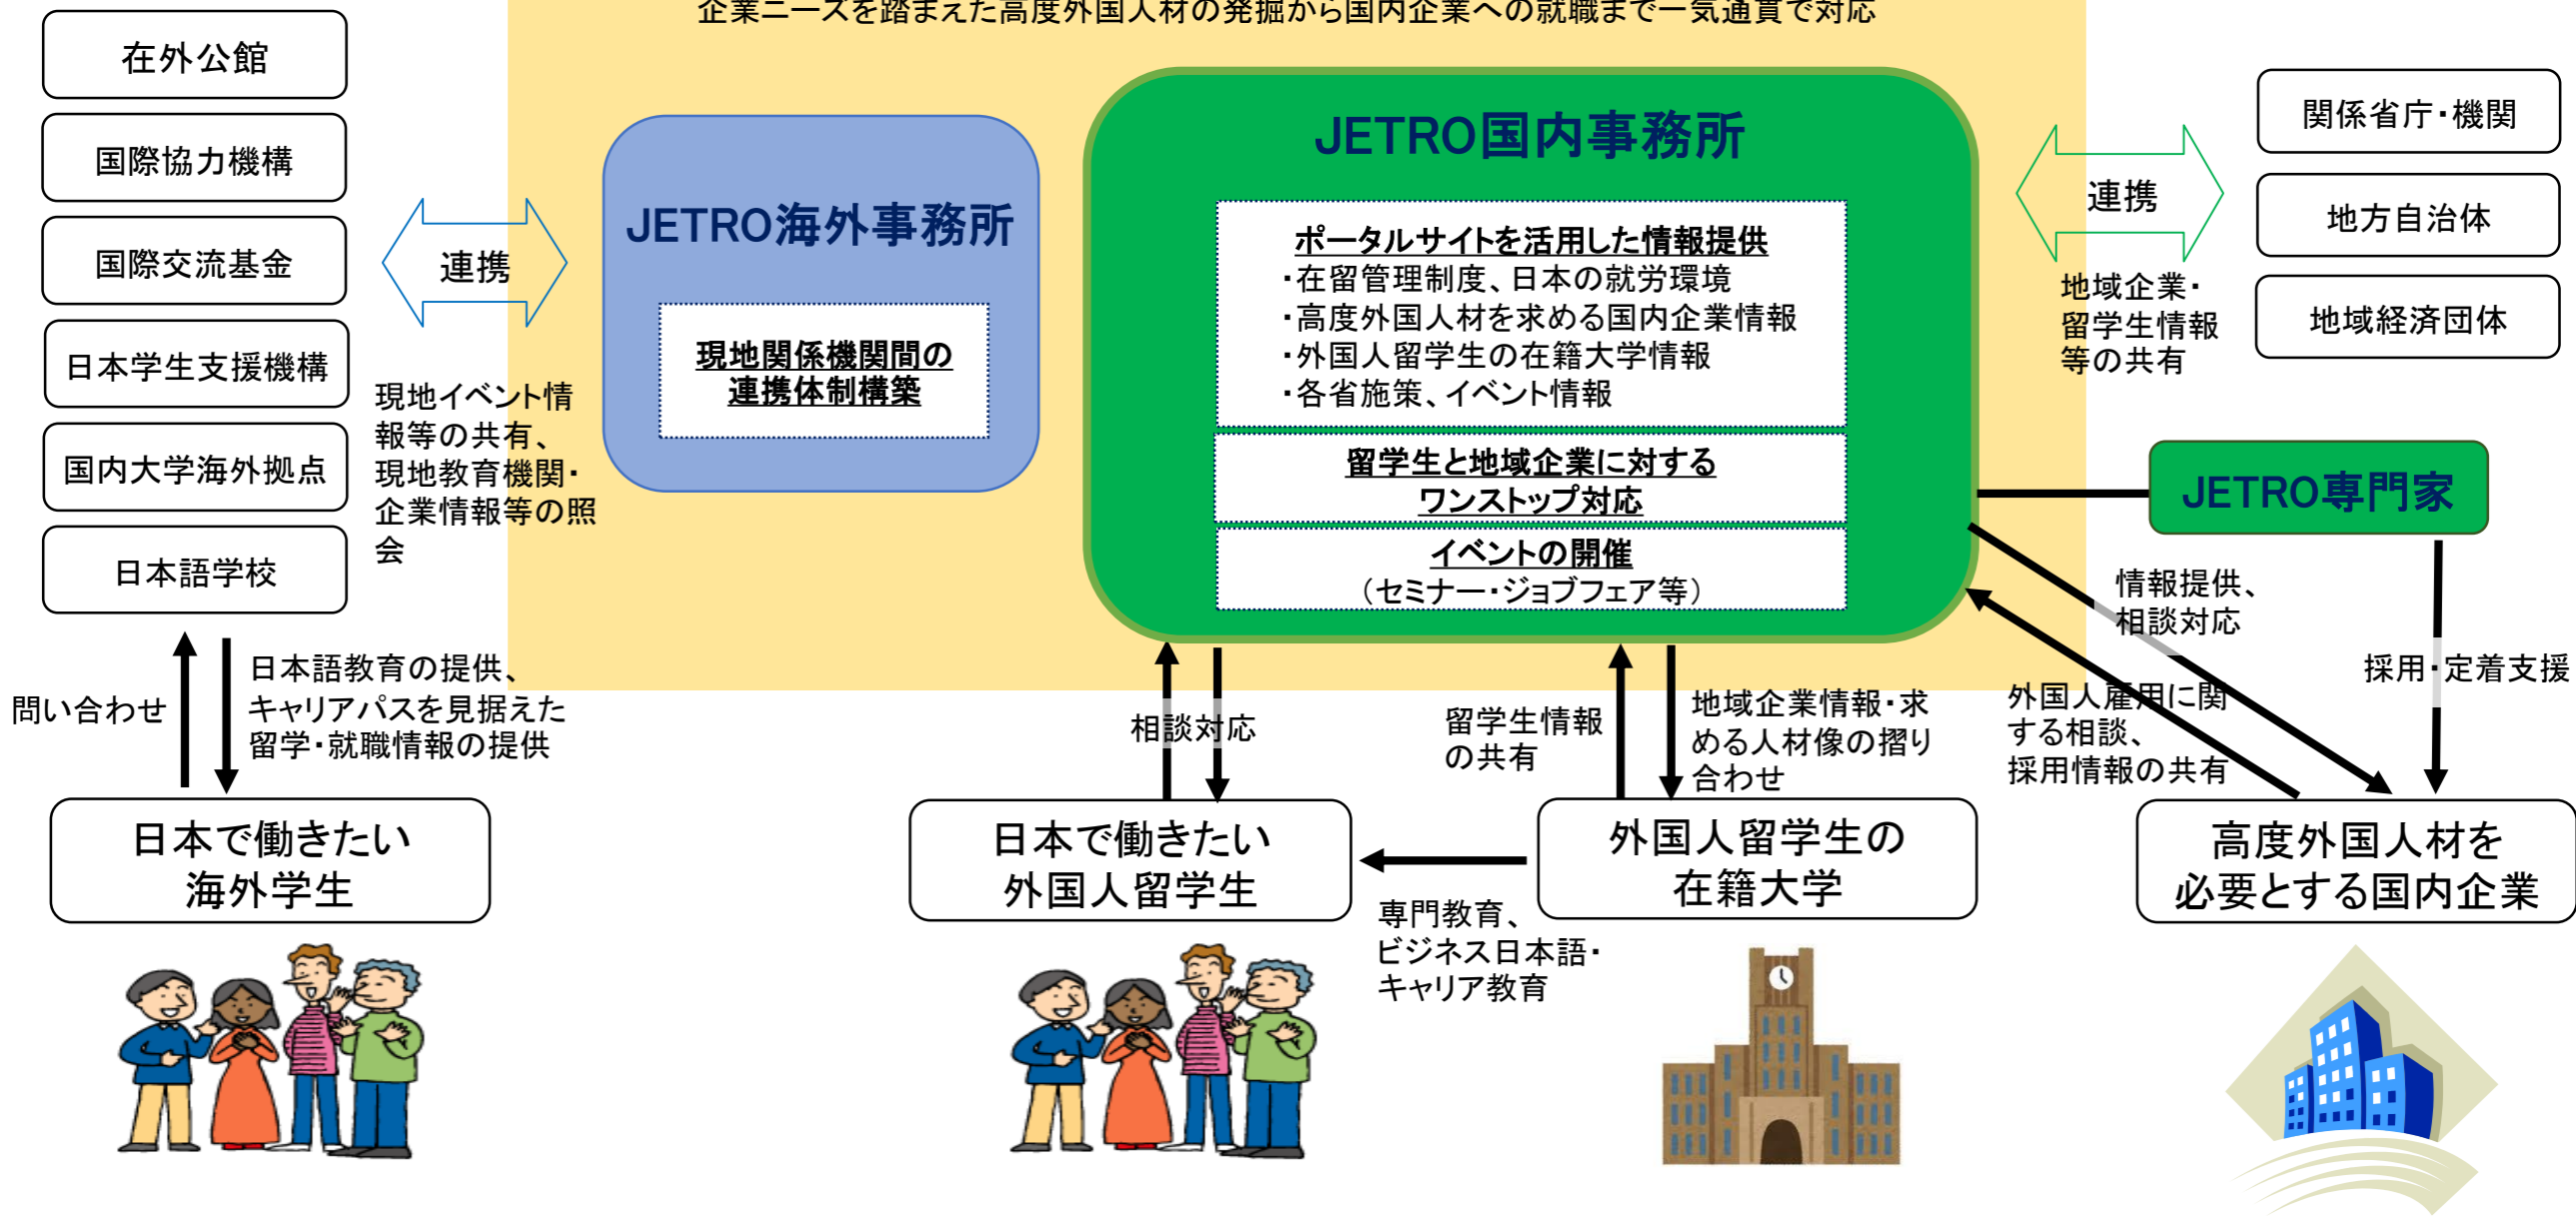 企業ニーズを踏まえた高度外国人材の発掘から国内企業への就職まで一気通貫で対応
在外公館
国際協力機構
国際交流基金
日本学生支援機構
国内大学海外拠点
日本語学校
連携
現地イベント情
報等の共有、
現地教育機関・
企業情報等の照
会
JETRO海外事務所
現地関係機関間の
連携体制構築
JETRO国内事務所
ポータルサイトを活用した情報提供
・在留管理制度、日本の就労環境
・高度外国人材を求める国内企業情報
・外国人留学生の在籍大学情報
・各省施策、イベント情報
留学生と地域企業に対する
ワンストップ対応
イベントの開催
（セミナー・ジョブフェア等）
連携
地域企業・
留学生情報
等の共有
関係省庁・機関
地方自治体
地域経済団体
JETRO専門家
情報提供、
相談対応
採用・定着支援
外国人雇用に関
する相談、
採用情報の共有
問い合わせ
日本語教育の提供、
キャリアパスを見据えた
留学・就職情報の提供
相談対応
留学生情報
の共有
地域企業情報・求
める人材像の摺り
合わせ
日本で働きたい
海外学生
日本で働きたい
外国人留学生
専門教育、
ビジネス日本語・
キャリア教育
外国人留学生の
在籍大学
高度外国人材を
必要とする国内企業